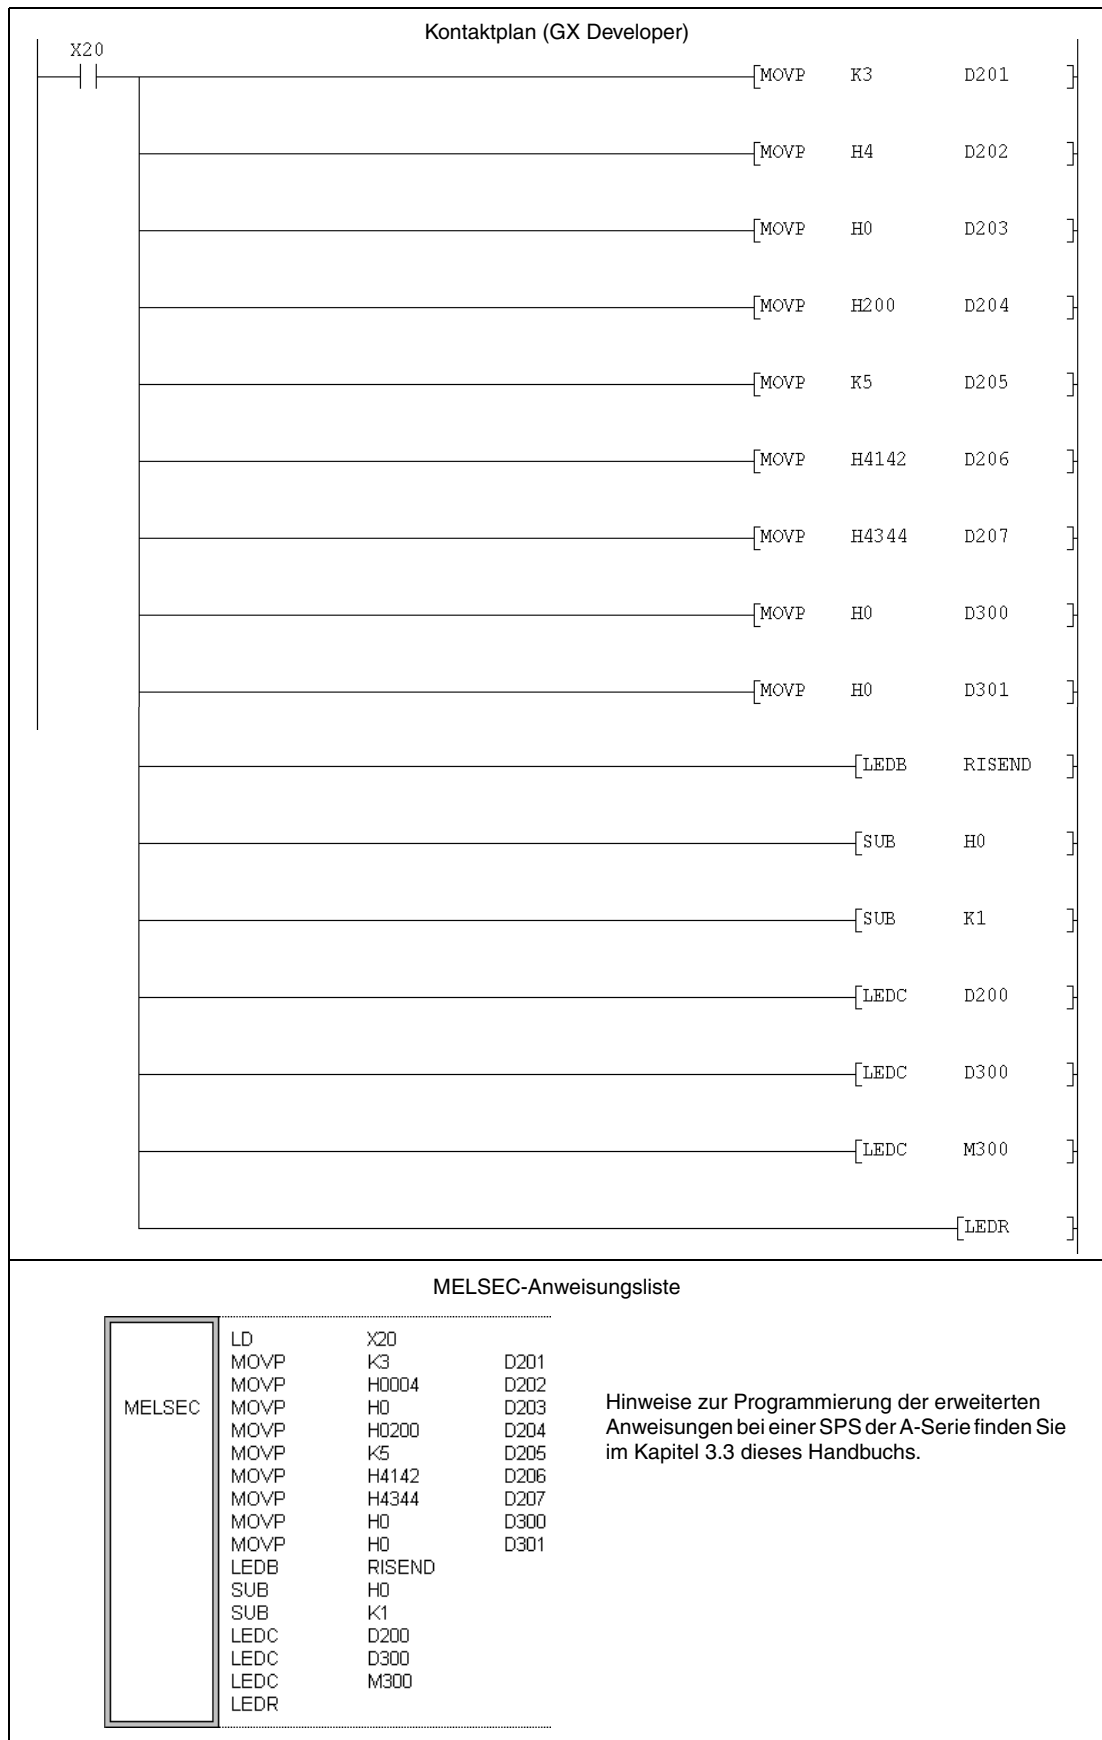 Kontaktplan (GX Developer)
X20
MOVP K3 D201
MOVP H4 D202
MOVP H0 D203
MOVP H200 D204
MOVP K5 D205
MOVP H4142 D206
MOVP H4344 D207
MOVP H0 D300
MOVP H0 D301
LEDB RISEND
SUB H0
SUB K1
LEDC D200
LEDC D300
LEDC M300
LEDR
MELSEC-Anweisungsliste
MELSEC
LD X20
MOVP K3 D201
MOVP H0004 D202
MOVP H0 D203
MOVP H0200 D204
MOVP K5 D205
MOVP H4142 D206
MOVP H4344 D207
MOVP H0 D300
MOVP H0 D301
LEDB RISEND
SUB H0
SUB K1
LEDC D200
LEDC D300
LEDC M300
LEDR
Hinweise zur Programmierung der erweiterten
Anweisungen bei einer SPS der A-Serie finden Sie
im Kapitel 3.3 dieses Handbuchs.